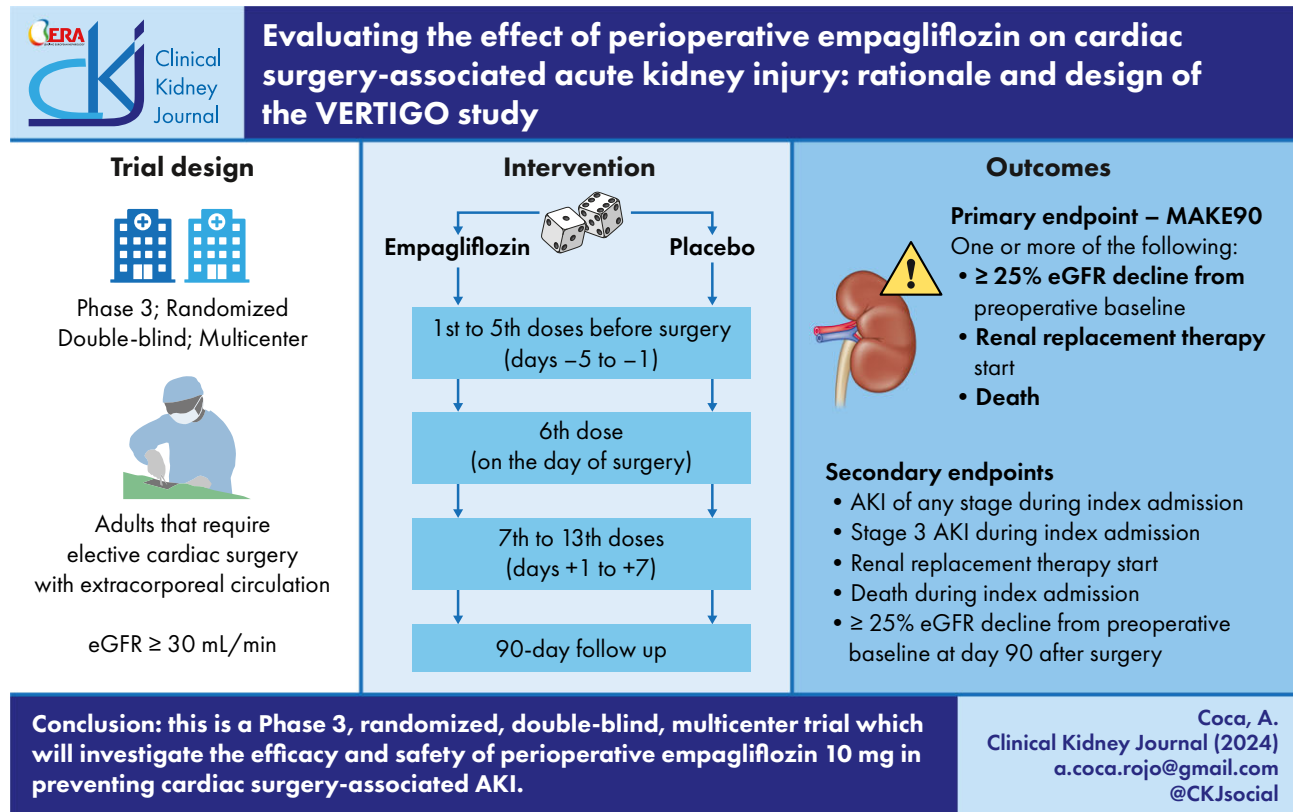 ERA
CKJ
Clinical
Kidney
Journal
Evaluating the effect of perioperative empagliflozin on cardiac
surgery-associated acute kidney injury: rationale and design of
the VERTIGO study
Trial design
Phase 3; Randomized
Double-blind; Multicenter
Adults that require
elective cardiac surgery
with extracorporeal circulation
eGFR ≥ 30 mL/min
Intervention
Empagliflozin
Placebo
1st to 5th doses before surgery
(days −5 to −1)
6th dose
(on the day of surgery)
7th to 13th doses
(days +1 to +7)
90-day follow up
Outcomes
Primary endpoint – MAKE90
One or more of the following:
• ≥ 25% eGFR decline from
preoperative baseline
• Renal replacement therapy
start
• Death
Secondary endpoints
• AKI of any stage during index admission
• Stage 3 AKI during index admission
• Renal replacement therapy start
• Death during index admission
• ≥ 25% eGFR decline from preoperative
baseline at day 90 after surgery
Conclusion: this is a Phase 3, randomized, double-blind, multicenter trial which
will investigate the efficacy and safety of perioperative empagliflozin 10 mg in
preventing cardiac surgery-associated AKI.
Coca, A.
Clinical Kidney Journal (2024)
a.coca.rojo@gmail.com
@CKJsocial